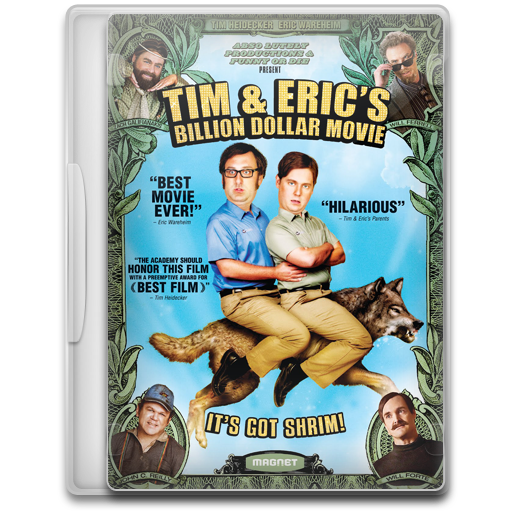 TIM HEIDECKER ERIC WAREHEIM
ABSO LUTELY
PRODUCTIONS &
FUNNY OR DIE
PRESENT
TIM & ERIC'S
BILLION DOLLAR MOVIE
ZACH GALIFIANAKIS
WILL FERRELL
"BEST
MOVIE
EVER!"
– Eric Wareheim
"HILARIOUS"
– Tim & Eric's Parents
"THE ACADEMY SHOULD
HONOR THIS FILM
WITH A PREEMPTIVE AWARD FOR
《BEST FILM》"
– Tim Heidecker
IT'S GOT SHRIM!
JOHN C. REILLY
WILL FORTE
MAGNET